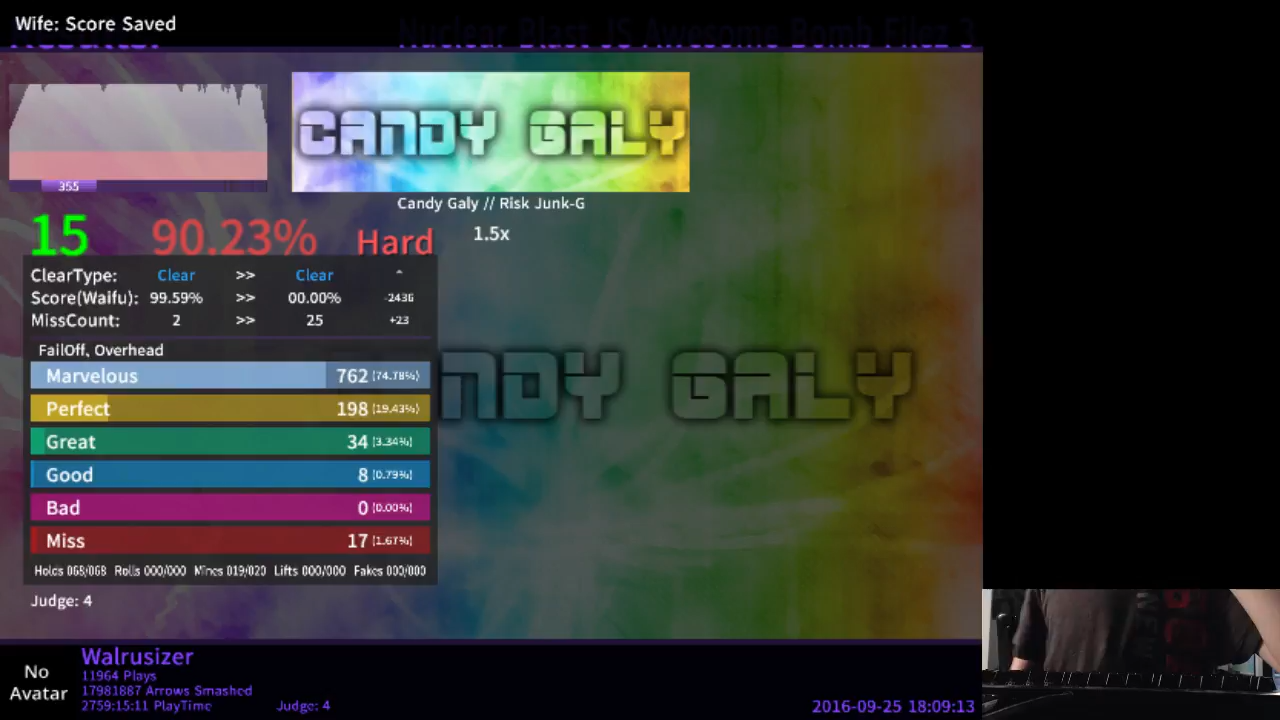 Wife: Score Saved
Results:
Nuclear Blast JS Awesome Bomb Filez 3
355
CANDY GALY
Candy Galy // Risk Junk-G
15 90.23% Hard 1.5x
ClearType: Clear >> Clear ^
Score(Waifu): 99.59% >> 00.00% -2436
MissCount: 2 >> 25 +23
FailOff, Overhead
CANDY GALY
Marvelous 762 (74.78%)
Perfect 198 (19.43%)
Great 34 (3.34%)
Good 8 (0.79%)
Bad 0 (0.00%)
Miss 17 (1.67%)
Holds 068/068 Rolls 000/000 Mines 019/020 Lifts 000/000 Fakes 000/000
Judge: 4
No
Avatar
Walrusizer
11964 Plays
17981887 Arrows Smashed
2759:15:11 PlayTime Judge: 4
2016-09-25 18:09:13